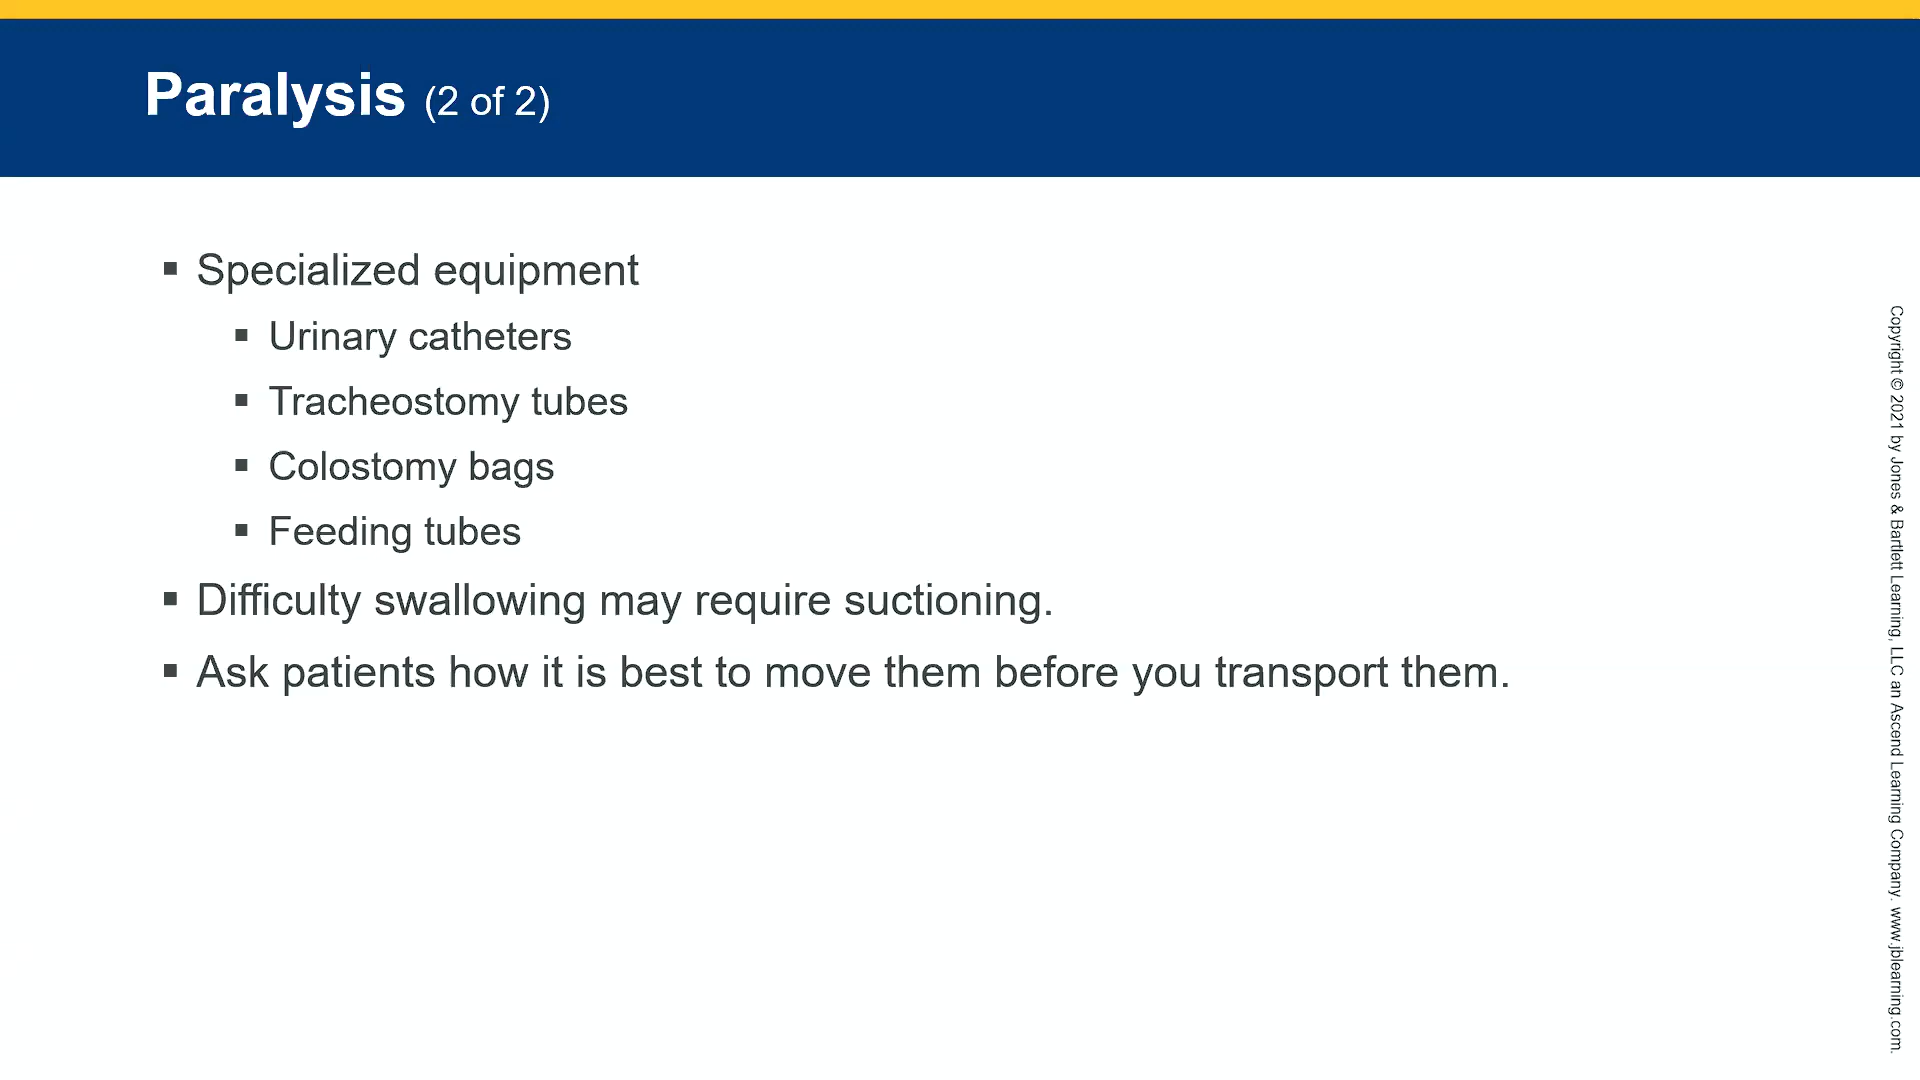 Paralysis (2 of 2)
▪ Specialized equipment
▪ Urinary catheters
▪ Tracheostomy tubes
▪ Colostomy bags
▪ Feeding tubes
▪ Difficulty swallowing may require suctioning.
▪ Ask patients how it is best to move them before you transport them.
Copyright © 2021 by Jones & Bartlett Learning, LLC an Ascend Learning Company. www.jblearning.com.